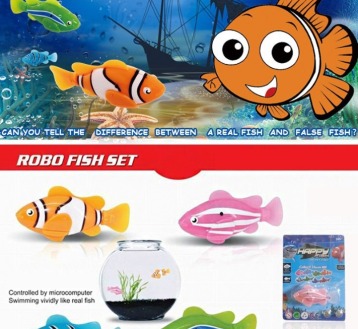 CAN YOU TELL THE DIFFERENCE BETWEEN A REAL FISH AND FALSE FISH?
ROBO FISH SET
HAPPY
Controlled by microcomputer
Swimming vividly like real fish